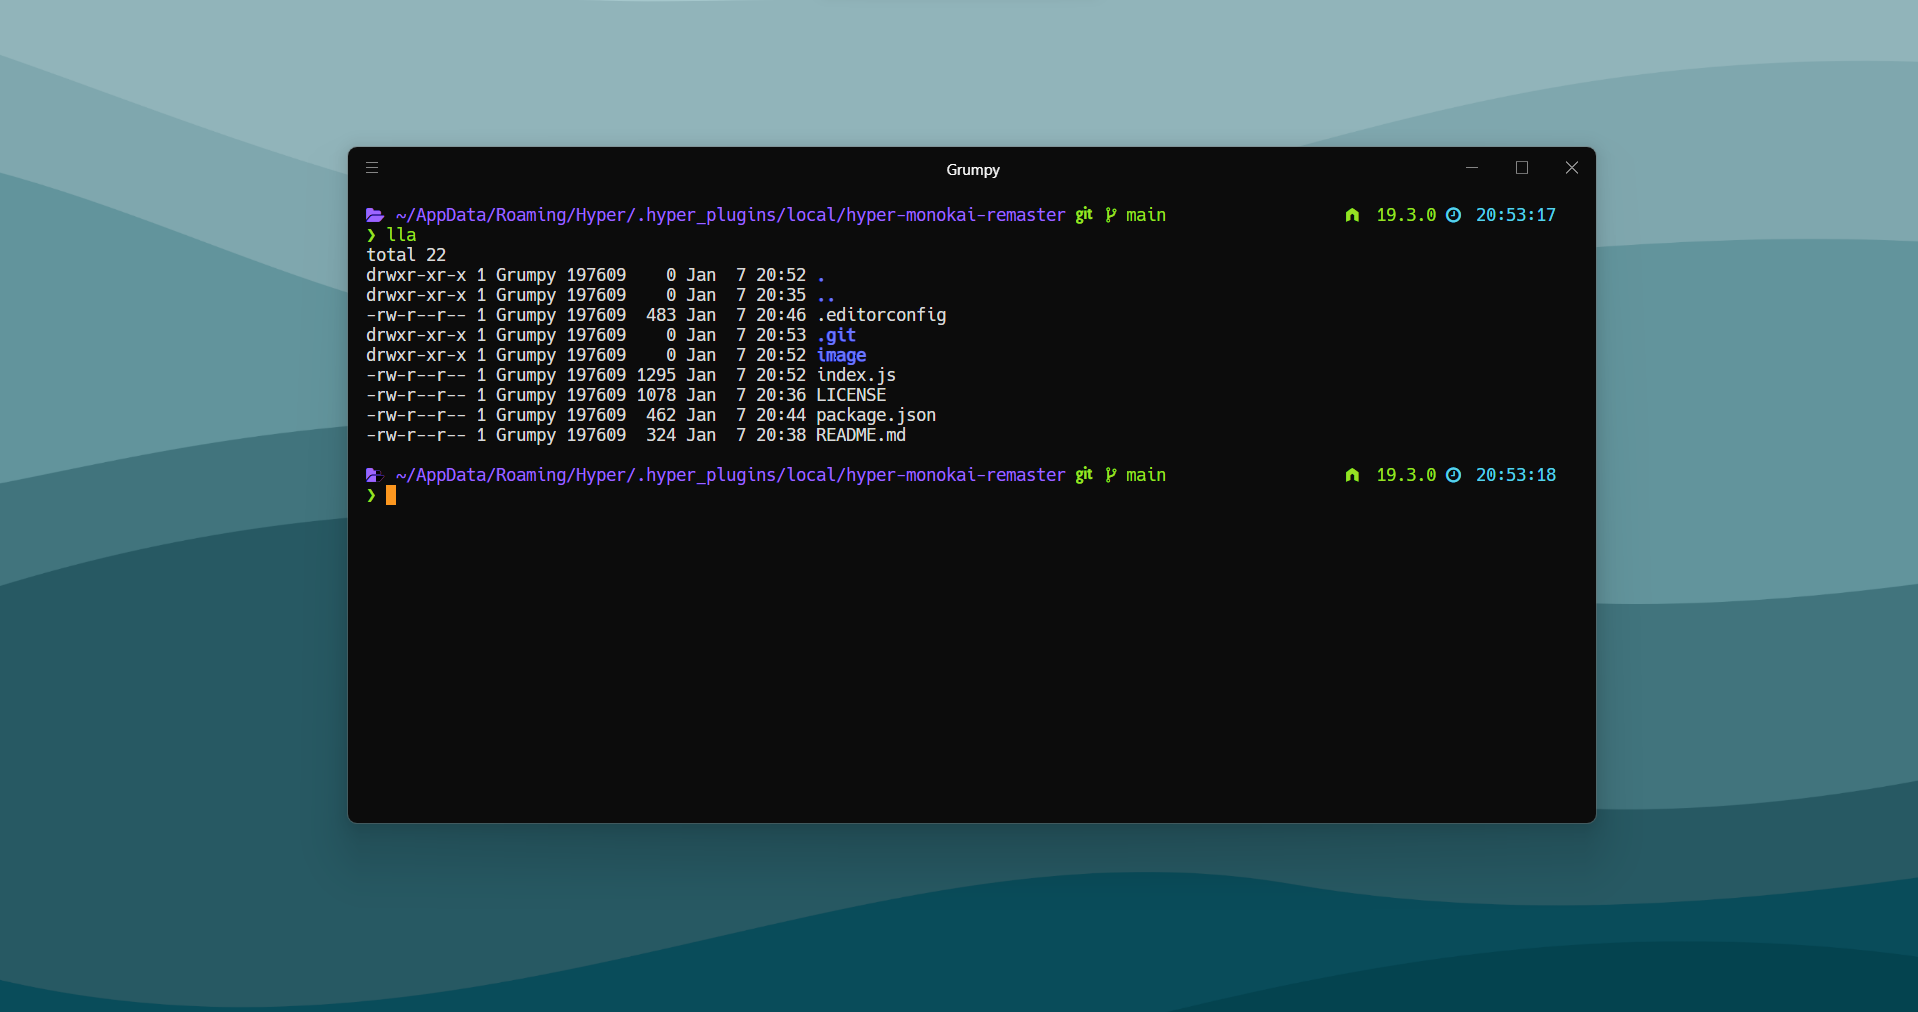 Grumpy
~/AppData/Roaming/Hyper/.hyper_plugins/local/hyper-monokai-remaster git main 19.3.0 20:53:17
❯ lla
total 22
drwxr-xr-x 1 Grumpy 197609    0 Jan  7 20:52 .
drwxr-xr-x 1 Grumpy 197609    0 Jan  7 20:35 ..
-rw-r--r-- 1 Grumpy 197609  483 Jan  7 20:46 .editorconfig
drwxr-xr-x 1 Grumpy 197609    0 Jan  7 20:53 .git
drwxr-xr-x 1 Grumpy 197609    0 Jan  7 20:52 image
-rw-r--r-- 1 Grumpy 197609 1295 Jan  7 20:52 index.js
-rw-r--r-- 1 Grumpy 197609 1078 Jan  7 20:36 LICENSE
-rw-r--r-- 1 Grumpy 197609  462 Jan  7 20:44 package.json
-rw-r--r-- 1 Grumpy 197609  324 Jan  7 20:38 README.md
~/AppData/Roaming/Hyper/.hyper_plugins/local/hyper-monokai-remaster git main 19.3.0 20:53:18
❯